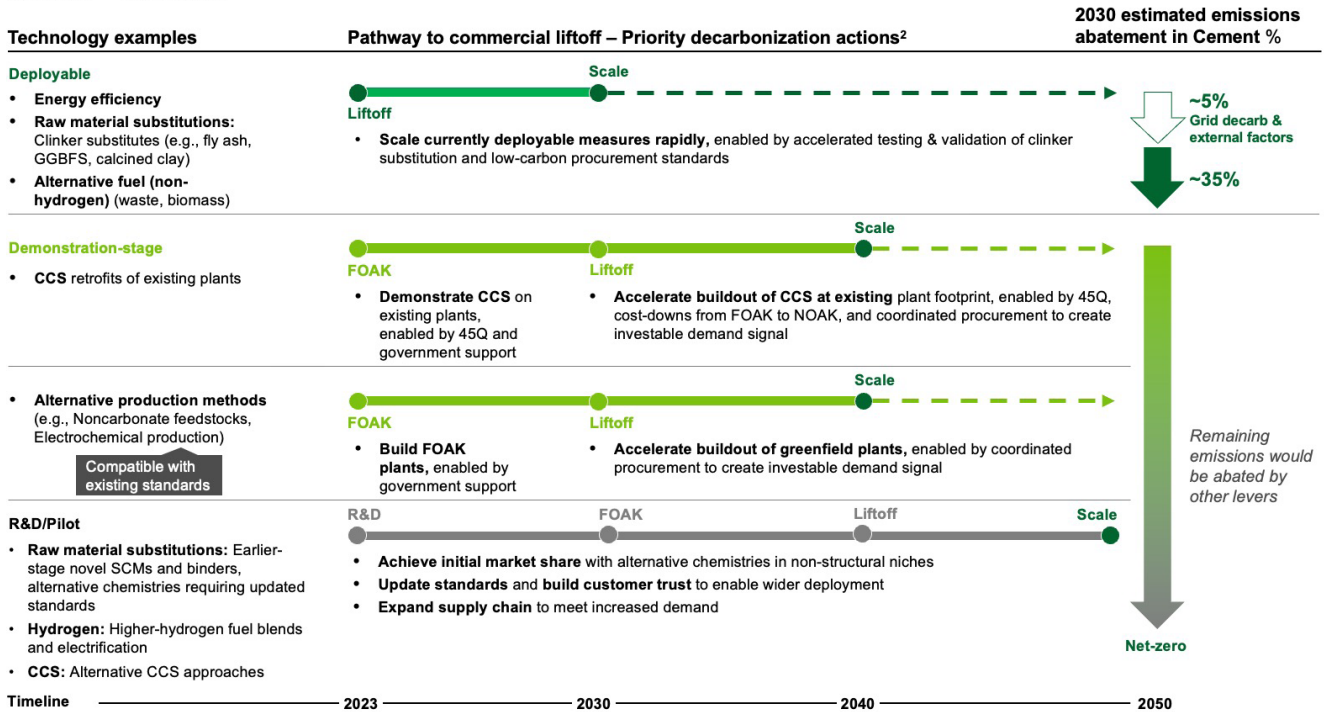 Technology examples
Pathway to commercial liftoff – Priority decarbonization actions²
2030 estimated emissions
abatement in Cement %
Deployable
• Energy efficiency
• Raw material substitutions:
Clinker substitutes (e.g., fly ash,
GGBFS, calcined clay)
• Alternative fuel (non-
hydrogen) (waste, biomass)
Liftoff
Scale
• Scale currently deployable measures rapidly, enabled by accelerated testing & validation of clinker
substitution and low-carbon procurement standards
~5%
Grid decarb &
external factors
~35%
Demonstration-stage
• CCS retrofits of existing plants
FOAK
Liftoff
Scale
• Demonstrate CCS on
existing plants,
enabled by 45Q and
government support
• Accelerate buildout of CCS at existing plant footprint, enabled by 45Q,
cost-downs from FOAK to NOAK, and coordinated procurement to create
investable demand signal
• Alternative production methods
(e.g., Noncarbonate feedstocks,
Electrochemical production)
Compatible with
existing standards
FOAK
Liftoff
Scale
• Build FOAK
plants, enabled by
government support
• Accelerate buildout of greenfield plants, enabled by coordinated
procurement to create investable demand signal
Remaining
emissions would
be abated by
other levers
R&D/Pilot
• Raw material substitutions: Earlier-
stage novel SCMs and binders,
alternative chemistries requiring updated
standards
• Hydrogen: Higher-hydrogen fuel blends
and electrification
• CCS: Alternative CCS approaches
R&D
FOAK
Liftoff
Scale
• Achieve initial market share with alternative chemistries in non-structural niches
• Update standards and build customer trust to enable wider deployment
• Expand supply chain to meet increased demand
Net-zero
Timeline
2023
2030
2040
2050